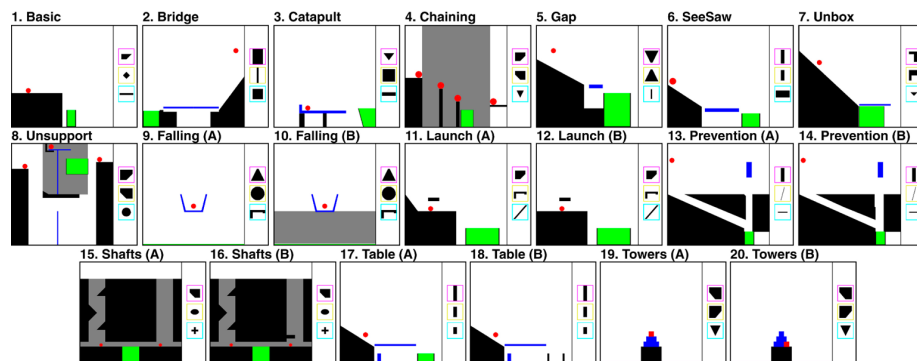 1. Basic
2. Bridge
3. Catapult
4. Chaining
5. Gap
6. SeeSaw
7. Unbox
8. Unsupport
9. Falling (A)
10. Falling (B)
11. Launch (A)
12. Launch (B)
13. Prevention (A)
14. Prevention (B)
15. Shafts (A)
16. Shafts (B)
17. Table (A)
18. Table (B)
19. Towers (A)
20. Towers (B)